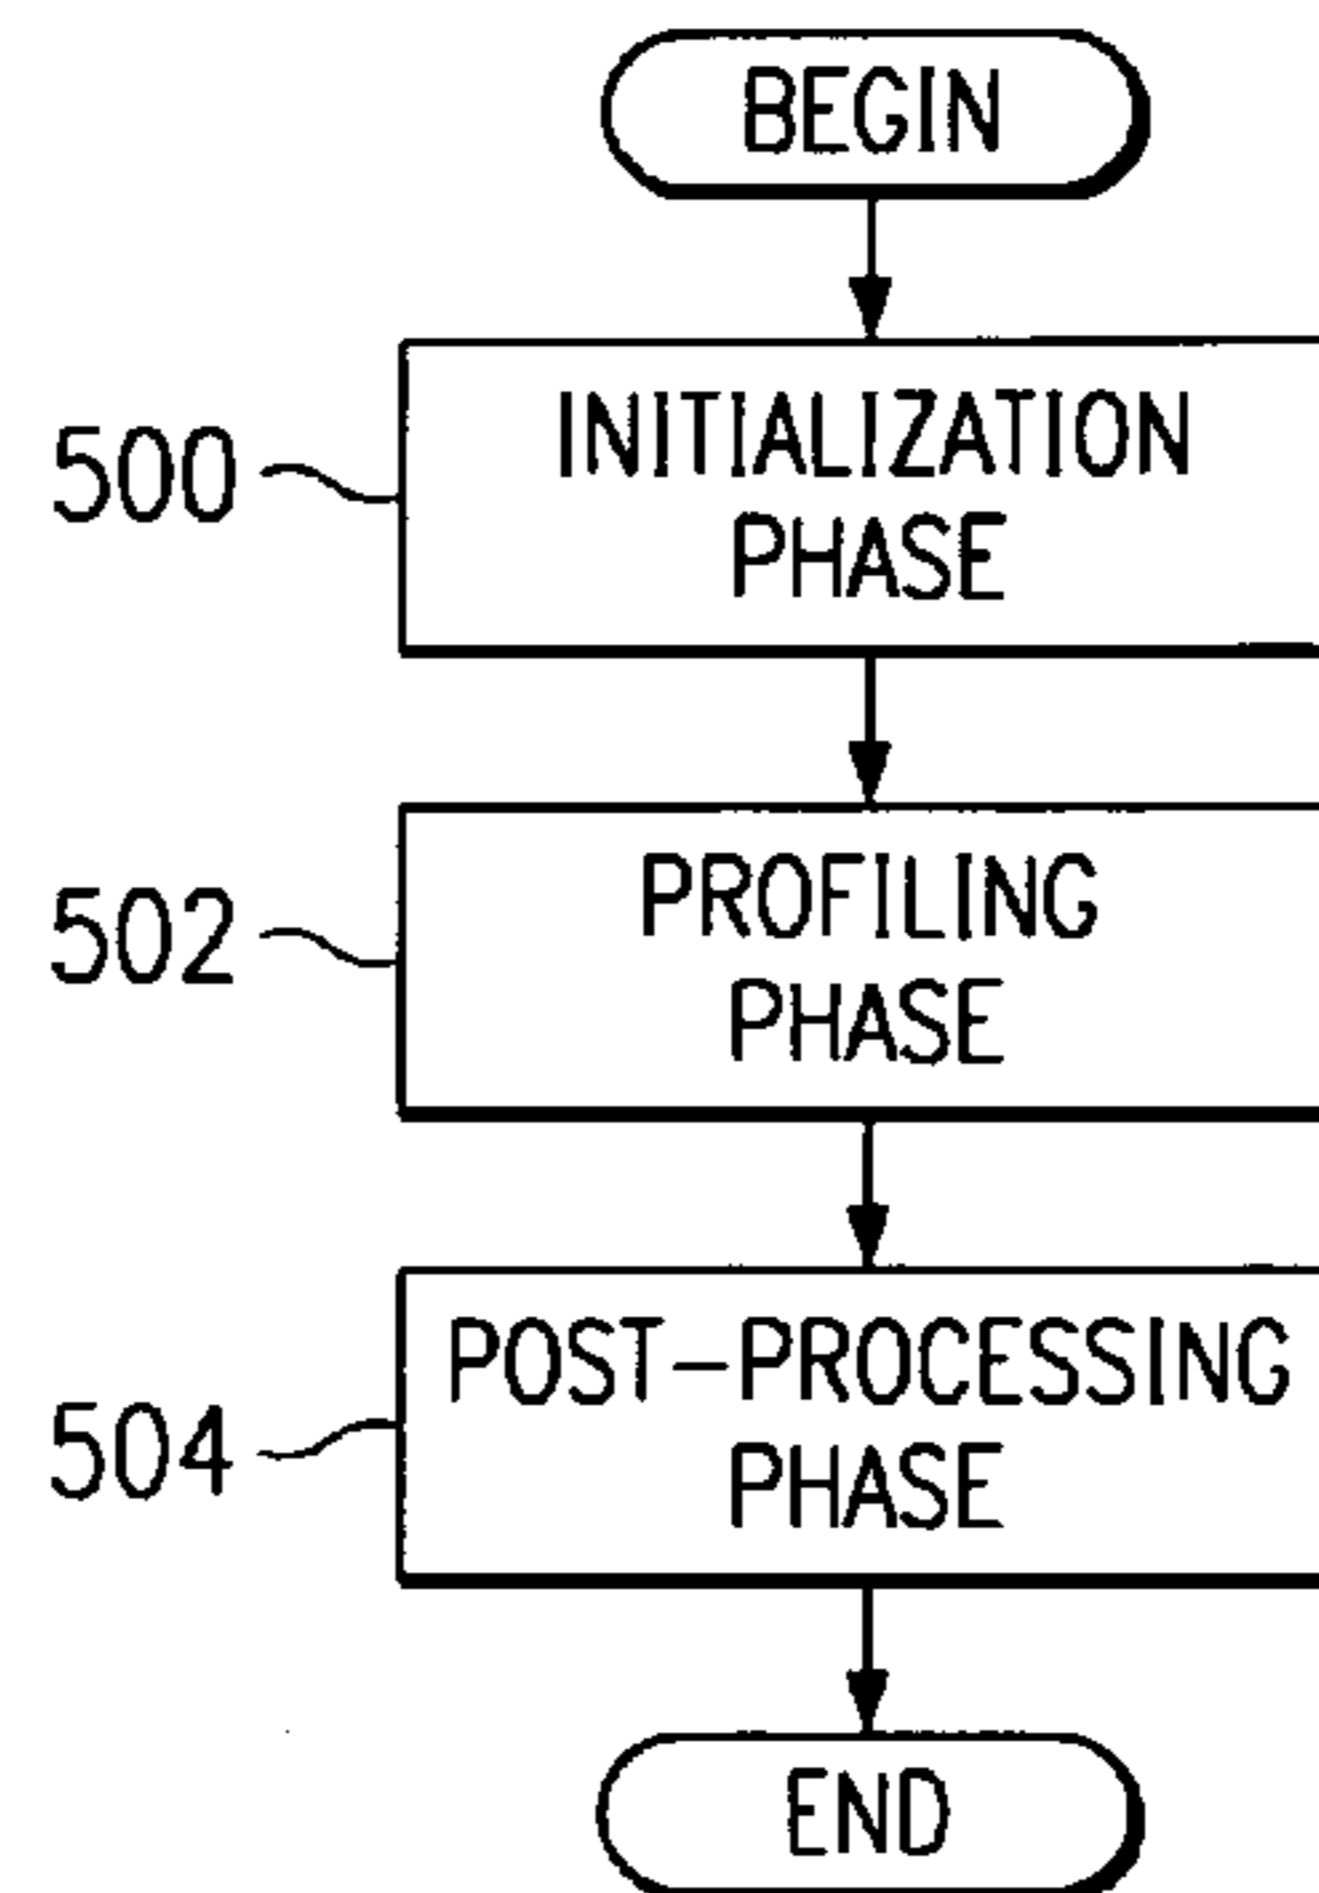 BEGIN
500
INITIALIZATION
PHASE
502
PROFILING
PHASE
504
POST-PROCESSING
PHASE
END